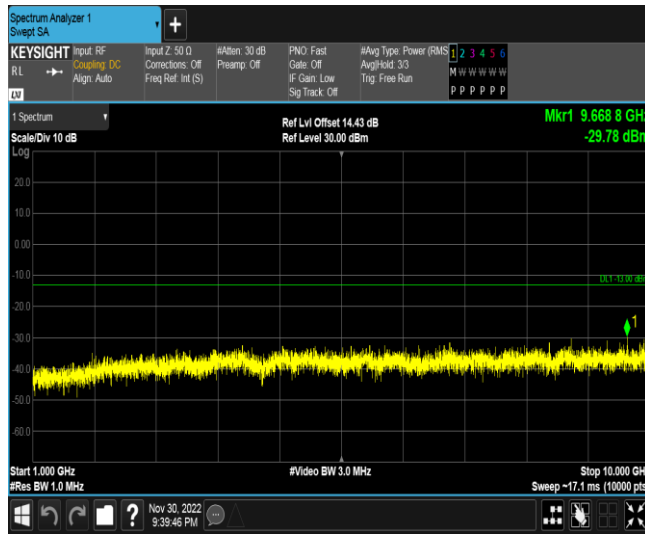 Spectrum Analyzer 1
Swept SA
+
KEYSIGHT
RL
LXI
Input: RF
Coupling: DC
Align: Auto
Input Z: 50 Ω
Corrections: Off
Freq Ref: Int (S)
#Atten: 30 dB
Preamp: Off
PNO: Fast
Gate: Off
IF Gain: Low
Sig Track: Off
#Avg Type: Power (RMS
Avg|Hold: 3/3
Trig: Free Run
1 2 3 4 5 6
M W W W W W
P P P P P P
1 Spectrum
Scale/Div 10 dB
Log
Ref Lvl Offset 14.43 dB
Ref Level 30.00 dBm
Mkr1 9.668 8 GHz
-29.78 dBm
20.0
10.0
0.00
-10.0
DL1 -13.00 dBm
-20.0
1
-30.0
-40.0
-50.0
-60.0
Start 1.000 GHz
#Res BW 1.0 MHz
#Video BW 3.0 MHz
Stop 10.000 GH
Sweep ~17.1 ms (10000 pts
?
Nov 30, 2022
9:39:46 PM